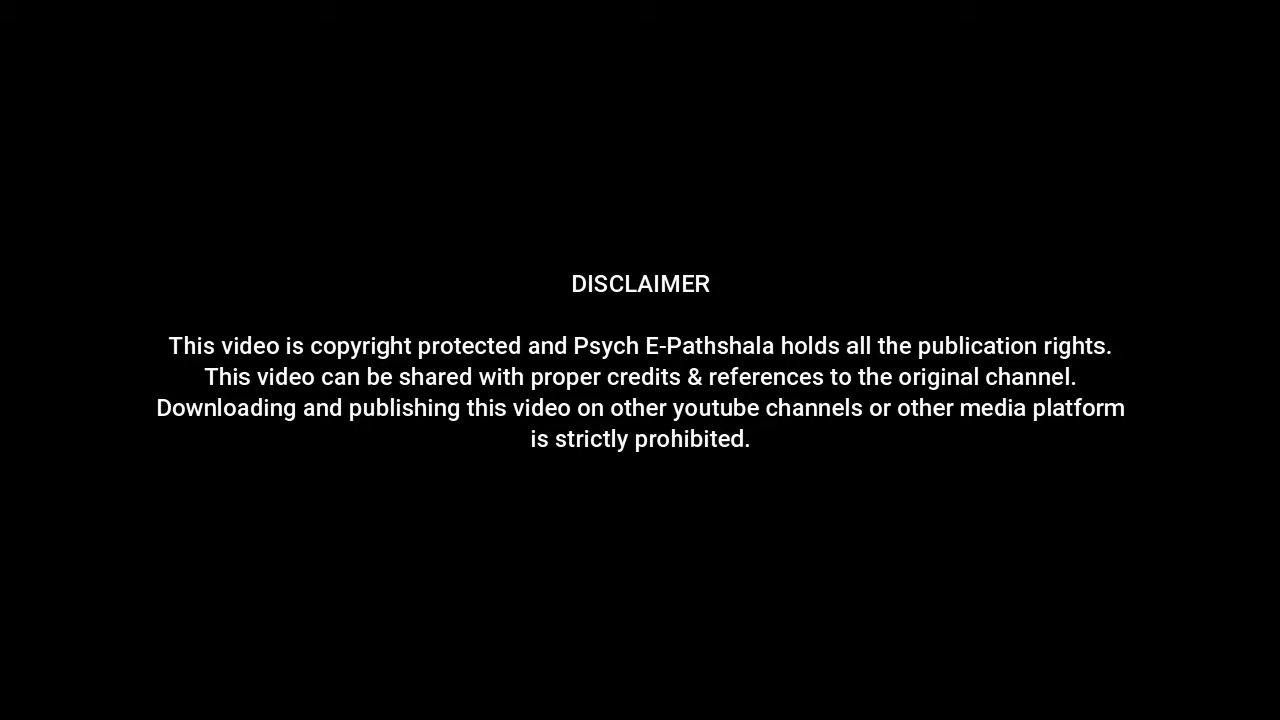 DISCLAIMER
This video is copyright protected and Psych E-Pathshala holds all the publication rights.
This video can be shared with proper credits & references to the original channel.
Downloading and publishing this video on other youtube channels or other media platform
is strictly prohibited.